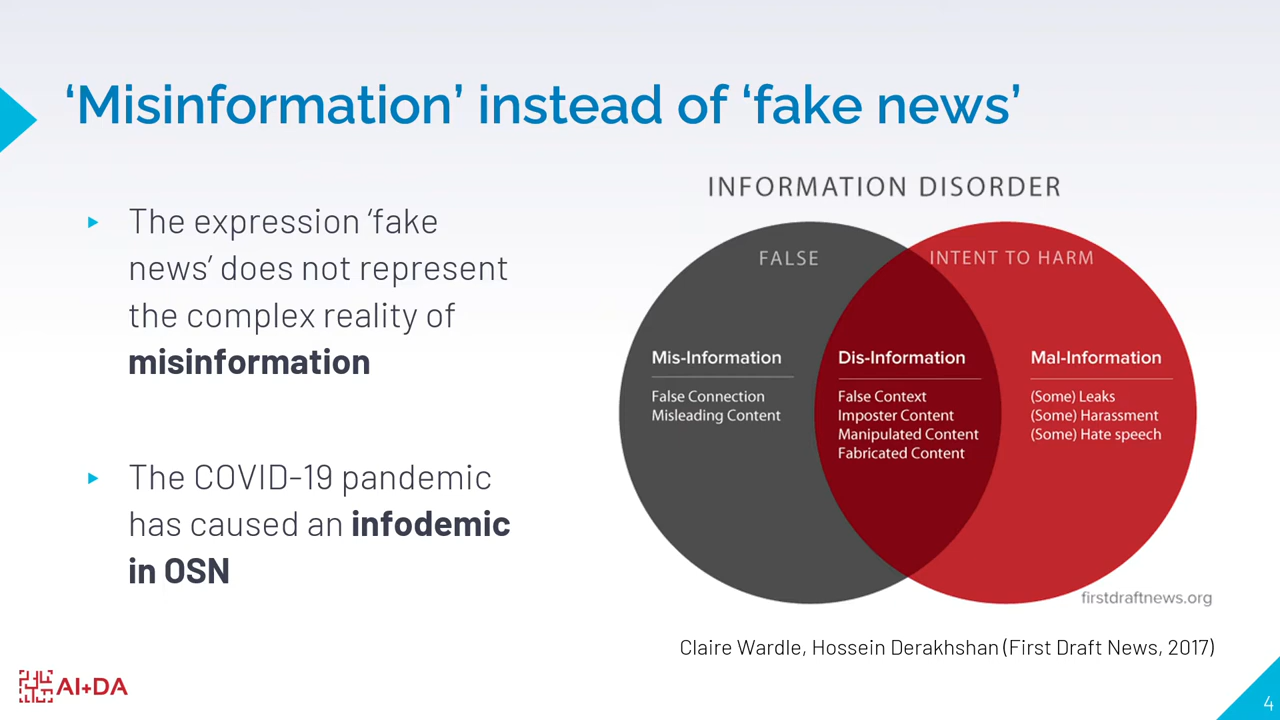 ‘Misinformation’ instead of ‘fake news’
▸ The expression ‘fake
news’ does not represent
the complex reality of
misinformation
▸ The COVID-19 pandemic
has caused an infodemic
in OSN
INFORMATION DISORDER
FALSE
INTENT TO HARM
Mis-Information
False Connection
Misleading Content
Dis-Information
False Context
Imposter Content
Manipulated Content
Fabricated Content
Mal-Information
(Some) Leaks
(Some) Harassment
(Some) Hate speech
firstdraftnews.org
Claire Wardle, Hossein Derakhshan (First Draft News, 2017)
AI+DA
4